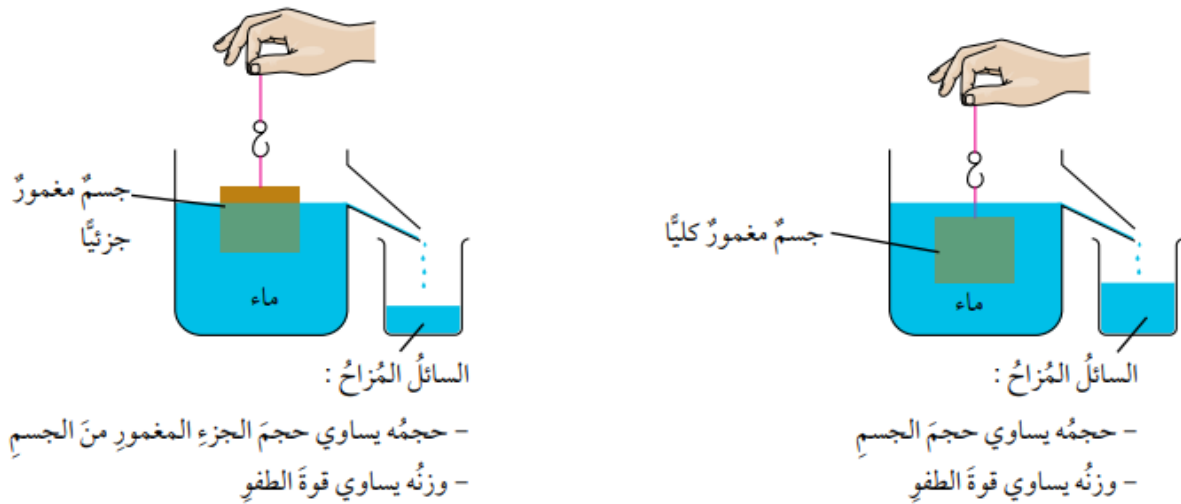 جسمٌ مغمورٌ كليًّا
ماء
السائلُ المُزاحُ :
– حجمُه يساوي حجمَ الجسمِ
– وزنُه يساوي قوةَ الطفوِ
جسمٌ مغمورٌ
جزئيًّا
ماء
السائلُ المُزاحُ :
– حجمُه يساوي حجمَ الجزءِ المغمورِ منَ الجسمِ
– وزنُه يساوي قوةَ الطفوِ